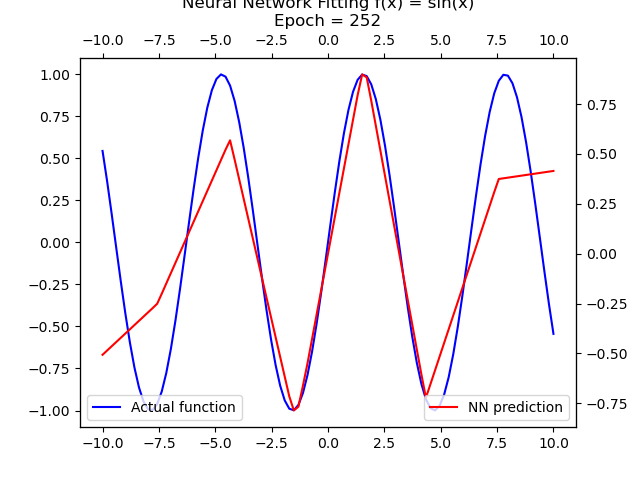 Neural Network Fitting f(x) = sin(x)
Epoch = 252
−10.0 −7.5 −5.0 −2.5 0.0 2.5 5.0 7.5 10.0
1.00
0.75
0.50
0.25
0.00
−0.25
−0.50
−0.75
−1.00
0.75
0.50
0.25
0.00
−0.25
−0.50
−0.75
Actual function
NN prediction
−10.0 −7.5 −5.0 −2.5 0.0 2.5 5.0 7.5 10.0